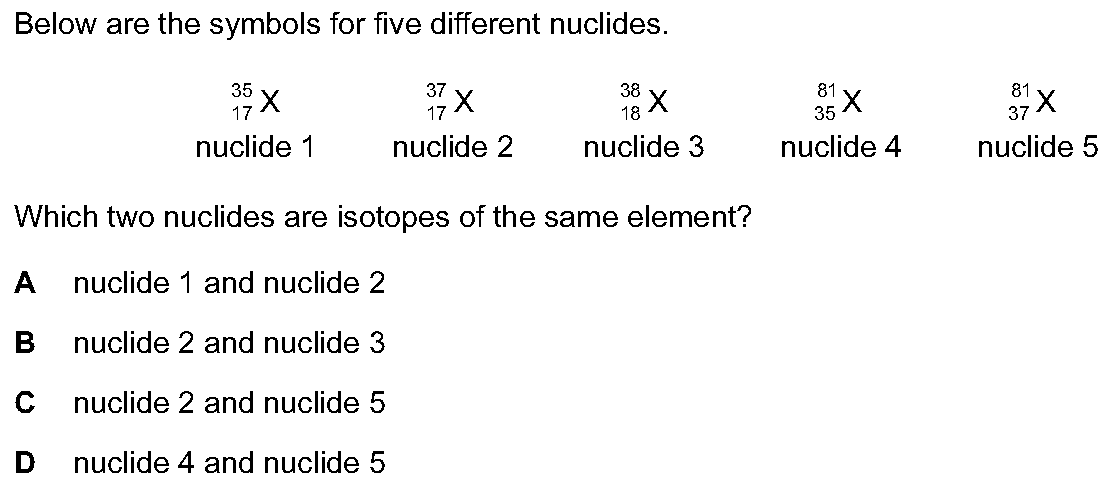 Below are the symbols for five different nuclides.
35 37 38 81 81
17 X 17 X 18 X 35 X 37 X
nuclide 1 nuclide 2 nuclide 3 nuclide 4 nuclide 5
Which two nuclides are isotopes of the same element?
A nuclide 1 and nuclide 2
B nuclide 2 and nuclide 3
C nuclide 2 and nuclide 5
D nuclide 4 and nuclide 5